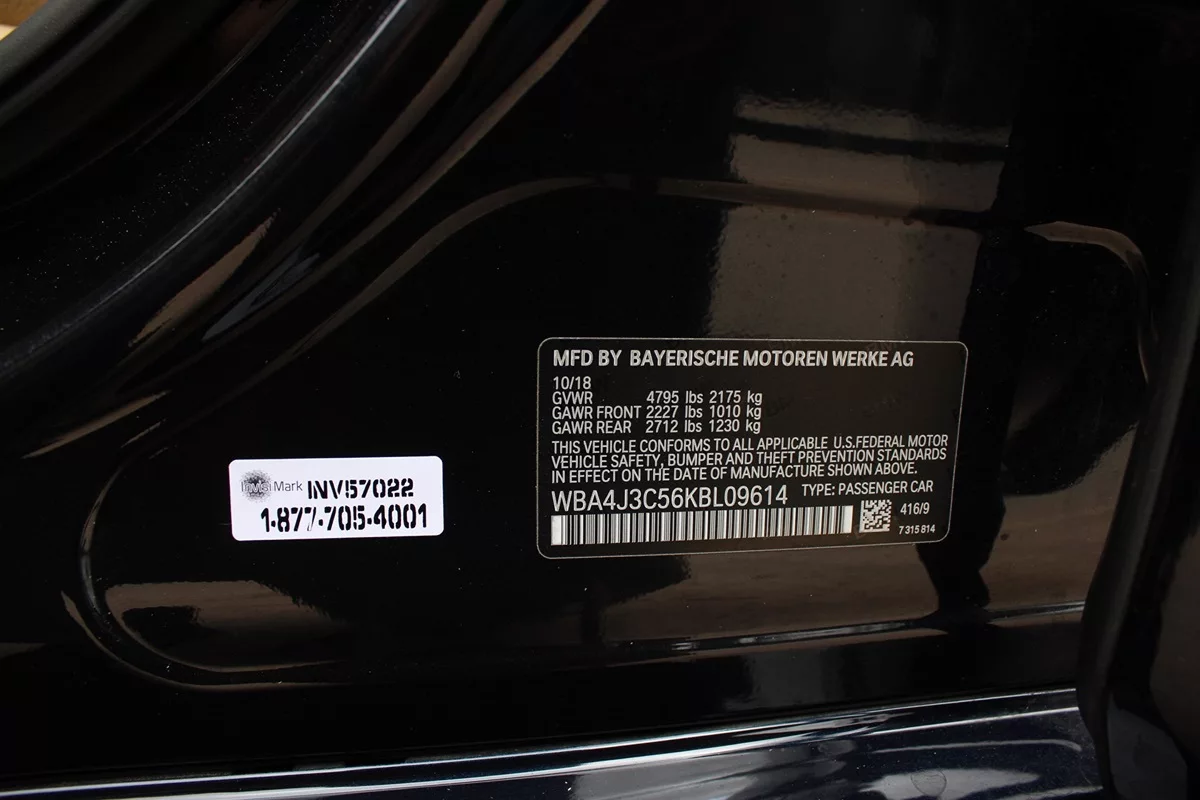 MFD BY BAYERISCHE MOTOREN WERKE AG
10/18
GVWR 4795 lbs 2175 kg
GAWR FRONT 2227 lbs 1010 kg
GAWR REAR 2712 lbs 1230 kg
THIS VEHICLE CONFORMS TO ALL APPLICABLE U.S.FEDERAL MOTOR
VEHICLE SAFETY, BUMPER AND THEFT PREVENTION STANDARDS
IN EFFECT ON THE DATE OF MANUFACTURE SHOWN ABOVE.
WBA4J3C56KBL09614 TYPE: PASSENGER CAR
416/9
7 315 814
InVisMark INV57022
1-877-705-4001